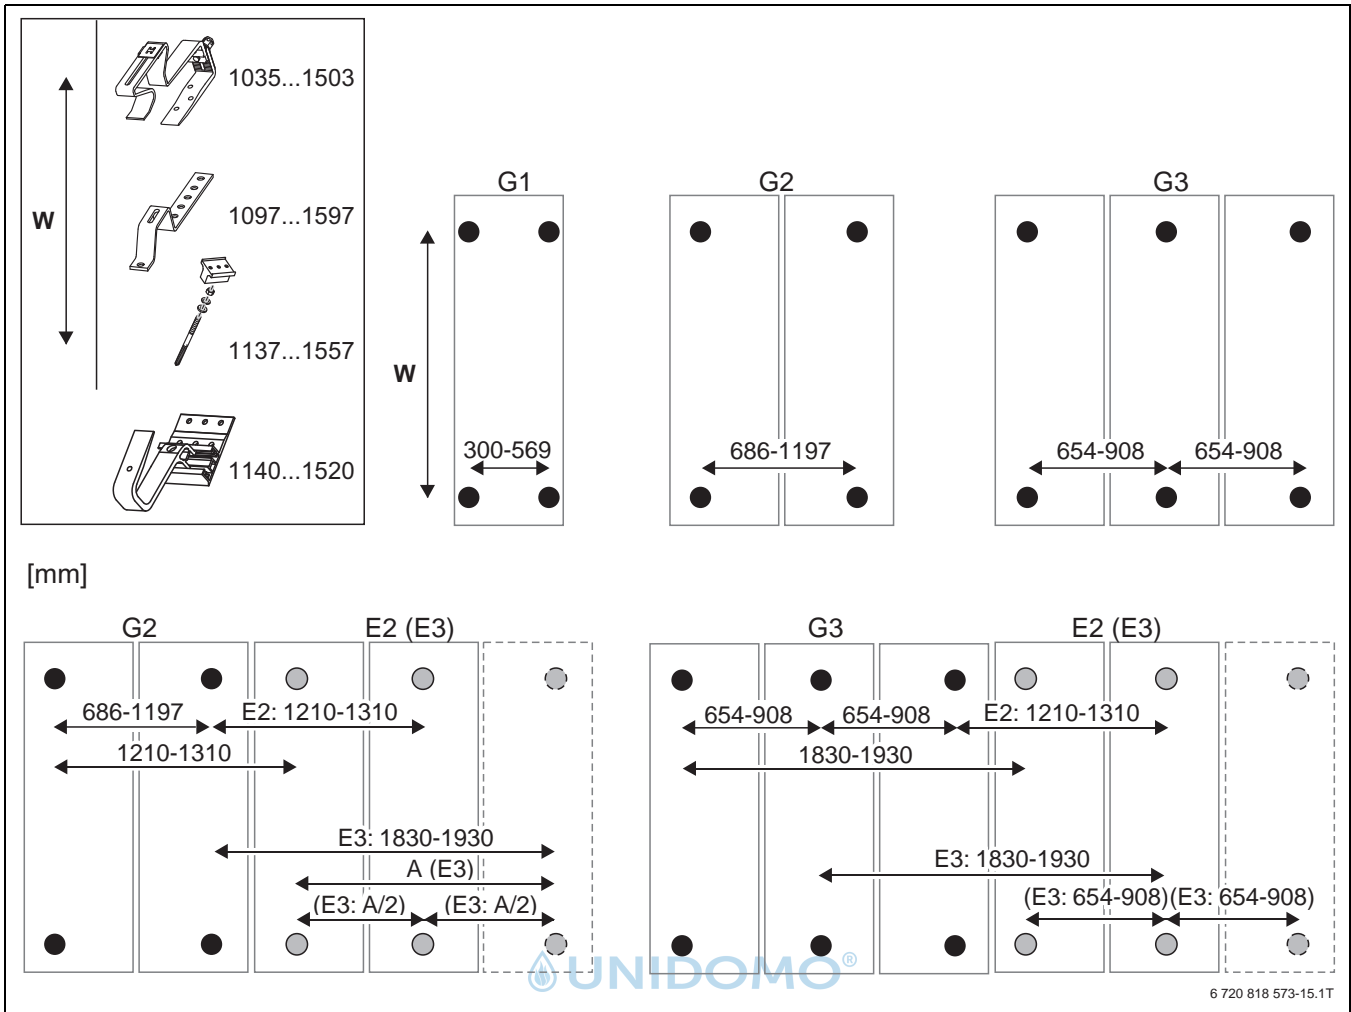 1035...1503
W
1097...1597
1137...1557
1140...1520
G1
G2
G3
W
300-569
686-1197
654-908
654-908
[mm]
G2
E2 (E3)
686-1197
E2: 1210-1310
1210-1310
E3: 1830-1930
A (E3)
(E3: A/2)
(E3: A/2)
G3
E2 (E3)
654-908
654-908
E2: 1210-1310
1830-1930
E3: 1830-1930
(E3: 654-908)
(E3: 654-908)
UNIDOMO®
6 720 818 573-15.1T